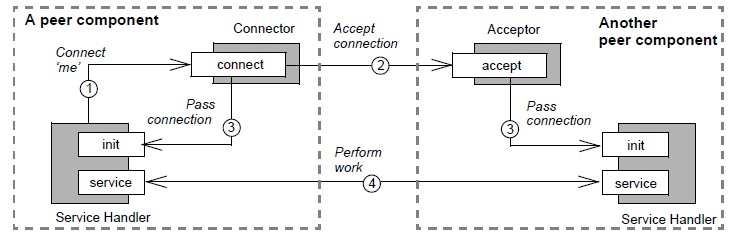 A peer component
Connector
Accept
connection
Acceptor
Another
peer component
Connect
‘me’
connect
accept
1
2
Pass
connection
3
Pass
connection
3
init
init
Perform
work
service
4
service
Service Handler
Service Handler